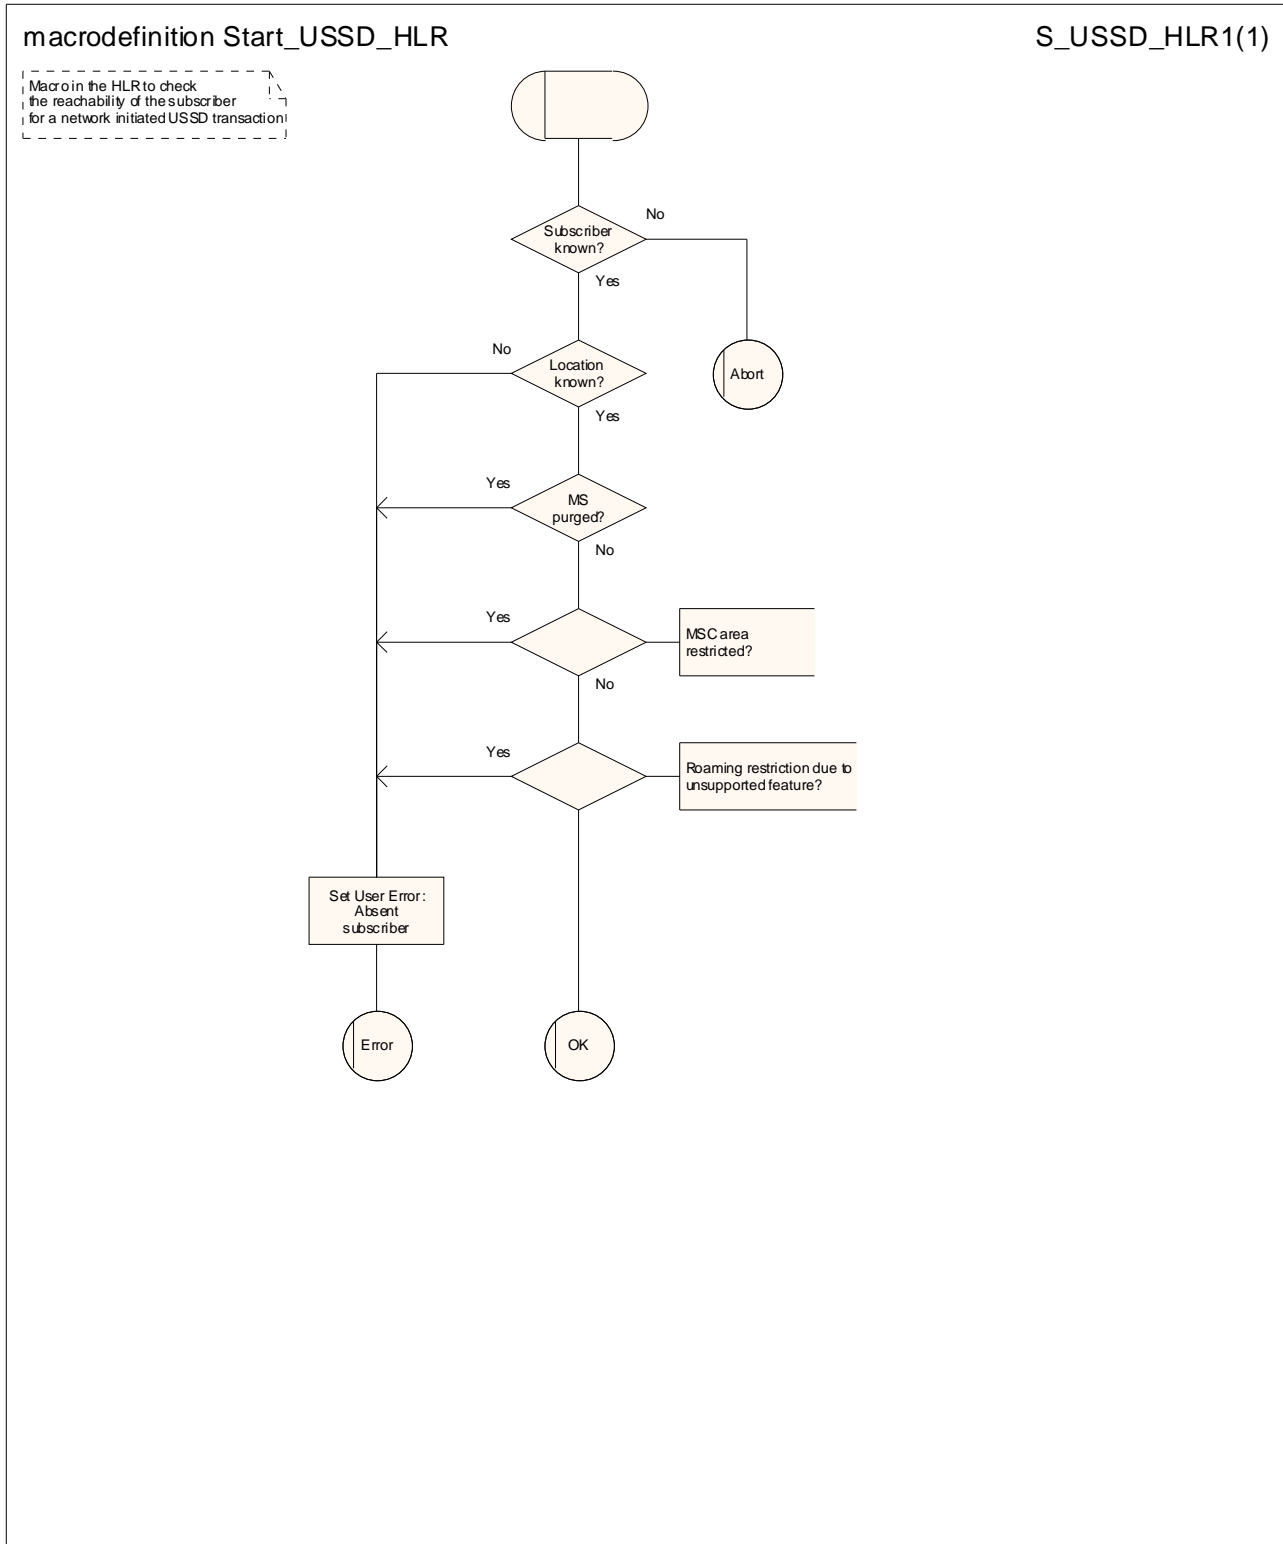 macrodefinition Start_USSD_HLR
S_USSD_HLR1(1)
Macro in the HLR to check
the reachability of the subscriber
for a network initiated USSD transaction
No
Subscriber
known?
Yes
No
Location
known?
Abort
Yes
Yes
MS
purged?
No
Yes
MSC area
restricted?
No
Yes
Roaming restriction due to
unsupported feature?
Set User Error:
Absent
subscriber
Error
OK